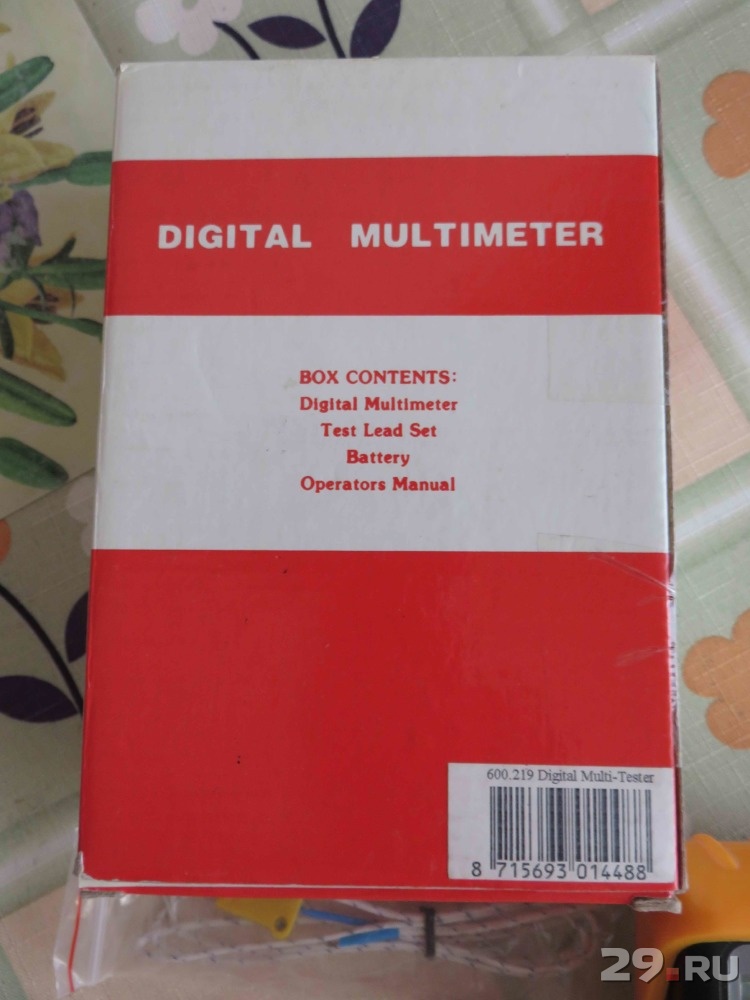 DIGITAL MULTIMETER
BOX CONTENTS:
Digital Multimeter
Test Lead Set
Battery
Operators Manual
600.219 Digital Multi-Tester
8 715693 014488
29.RU